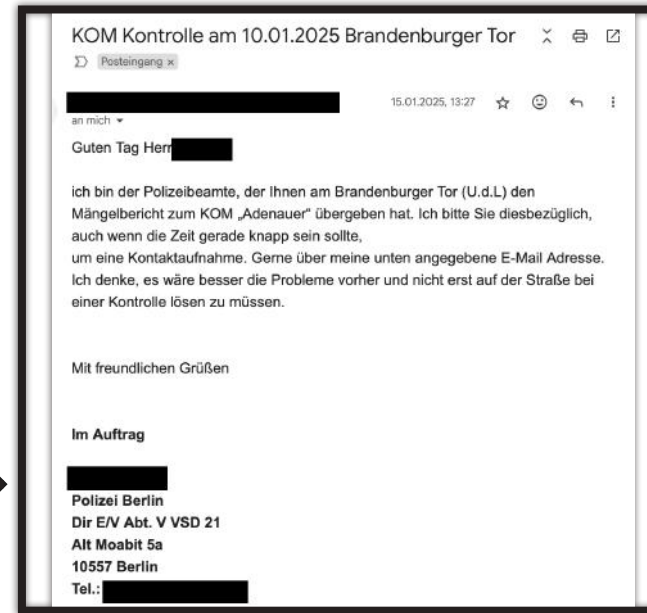 KOM Kontrolle am 10.01.2025 Brandenburger Tor
Posteingang ×
15.01.2025, 13:27
an mich
Guten Tag Herr
ich bin der Polizeibeamte, der Ihnen am Brandenburger Tor (U.d.L) den
Mängelbericht zum KOM „Adenauer“ übergeben hat. Ich bitte Sie diesbezüglich,
auch wenn die Zeit gerade knapp sein sollte,
um eine Kontaktaufnahme. Gerne über meine unten angegebene E-Mail Adresse.
Ich denke, es wäre besser die Probleme vorher und nicht erst auf der Straße bei
einer Kontrolle lösen zu müssen.
Mit freundlichen Grüßen
Im Auftrag
Polizei Berlin
Dir E/V Abt. V VSD 21
Alt Moabit 5a
10557 Berlin
Tel.: